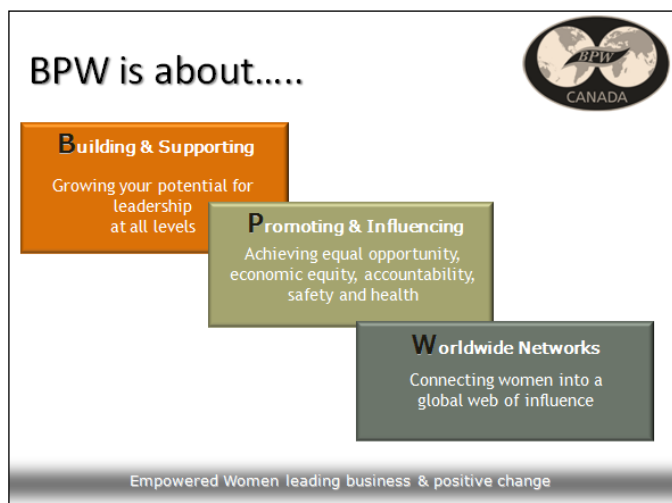 BPW is about.....
BPW
CANADA
Building & Supporting
Growing your potential for
leadership
at all levels
Promoting & Influencing
Achieving equal opportunity,
economic equity, accountability,
safety and health
Worldwide Networks
Connecting women into a
global web of influence
Empowered Women leading business & positive change